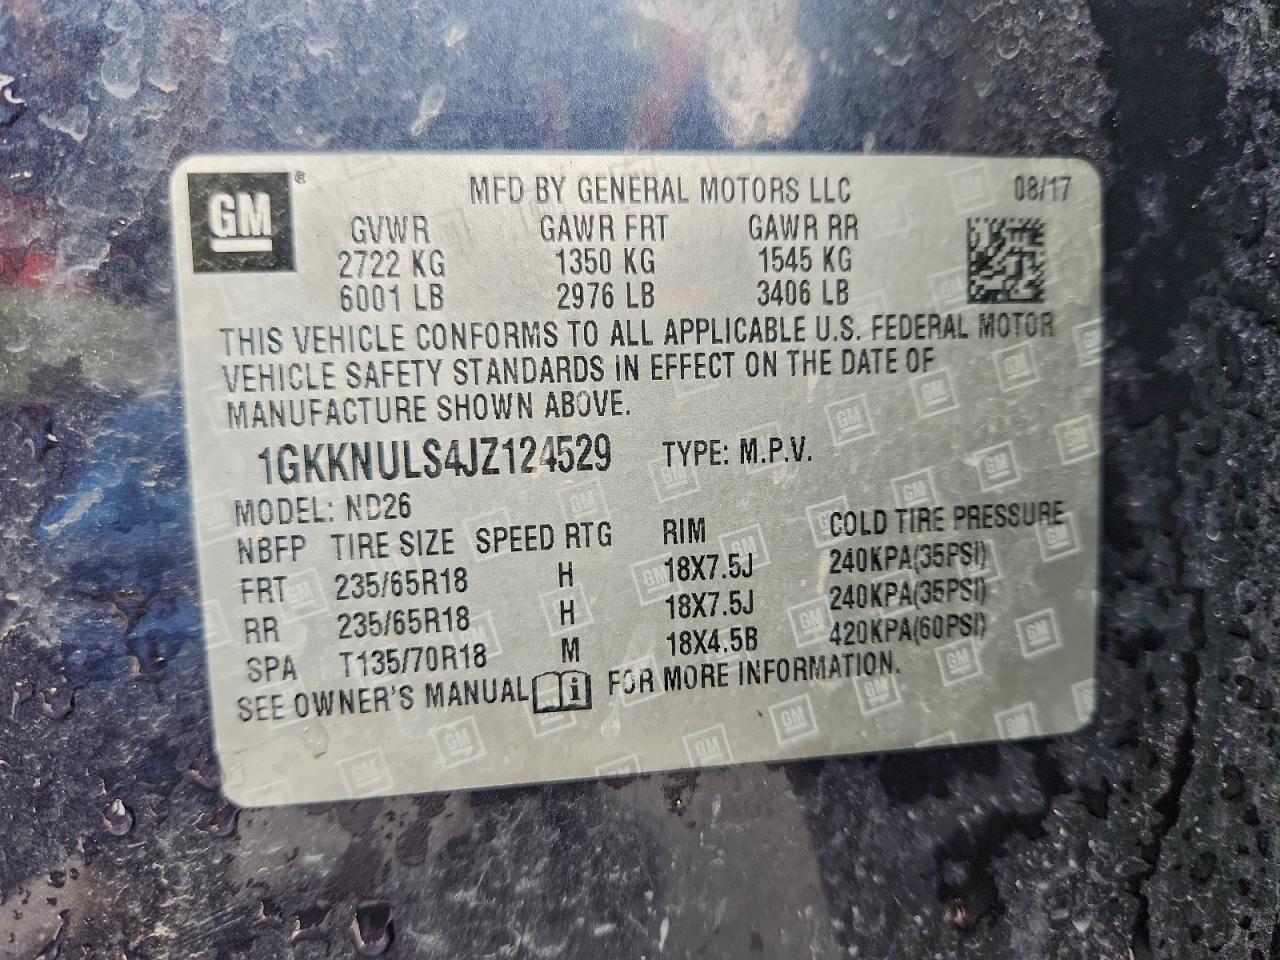 GM ® MFD BY GENERAL MOTORS LLC 08/17
GVWR GAWR FRT GAWR RR
2722 KG 1350 KG 1545 KG
6001 LB 2976 LB 3406 LB
THIS VEHICLE CONFORMS TO ALL APPLICABLE U.S. FEDERAL MOTOR
VEHICLE SAFETY STANDARDS IN EFFECT ON THE DATE OF
MANUFACTURE SHOWN ABOVE.
1GKKNULS4JZ124529 TYPE: M.P.V.
MODEL: ND26
NBFP TIRE SIZE SPEED RTG RIM COLD TIRE PRESSURE
FRT 235/65R18 H 18X7.5J 240KPA(35PSI)
RR 235/65R18 H 18X7.5J 240KPA(35PSI)
SPA T135/70R18 M 18X4.5B 420KPA(60PSI)
SEE OWNER'S MANUAL i FOR MORE INFORMATION.